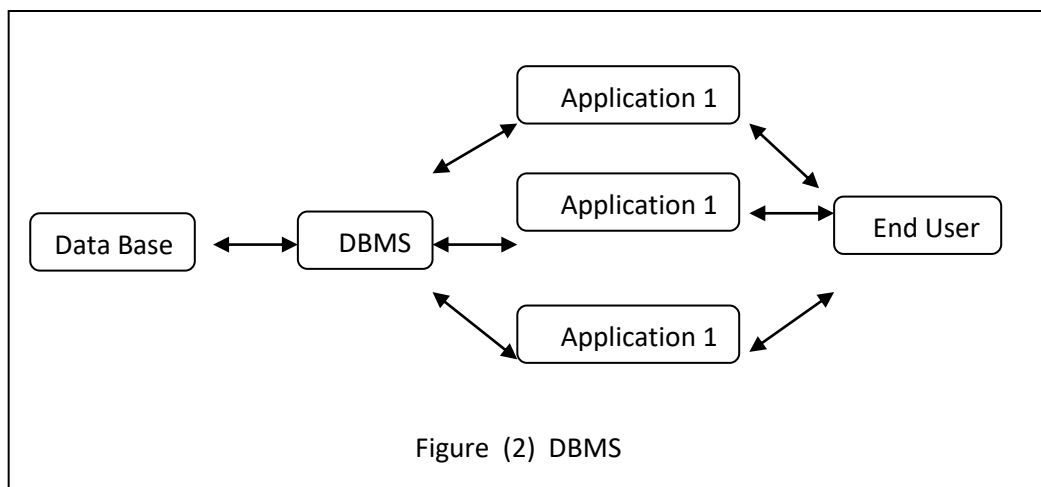 Application 1
Application 1
Data Base
DBMS
End User
Application 1
Figure (2) DBMS